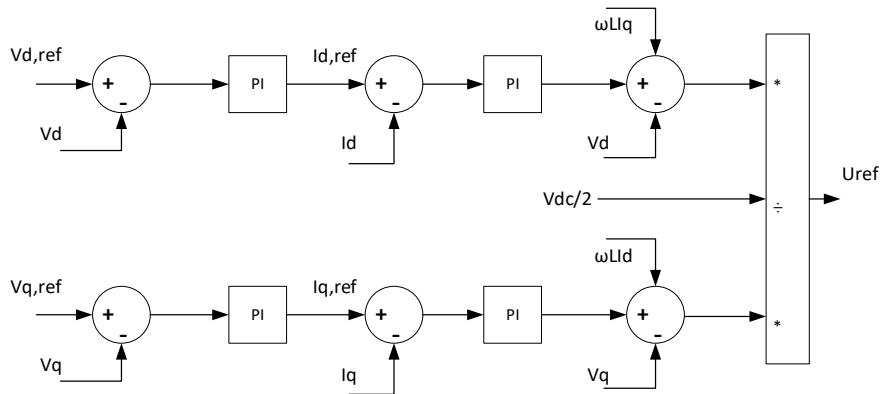 ωLIq
Vd,ref
Id,ref
+
-
PI
+
-
PI
+
-
*
Vd
Id
Vd
Vdc/2
÷
Uref
ωLId
Vq,ref
Iq,ref
+
-
PI
+
-
PI
+
-
*
Vq
Iq
Vq